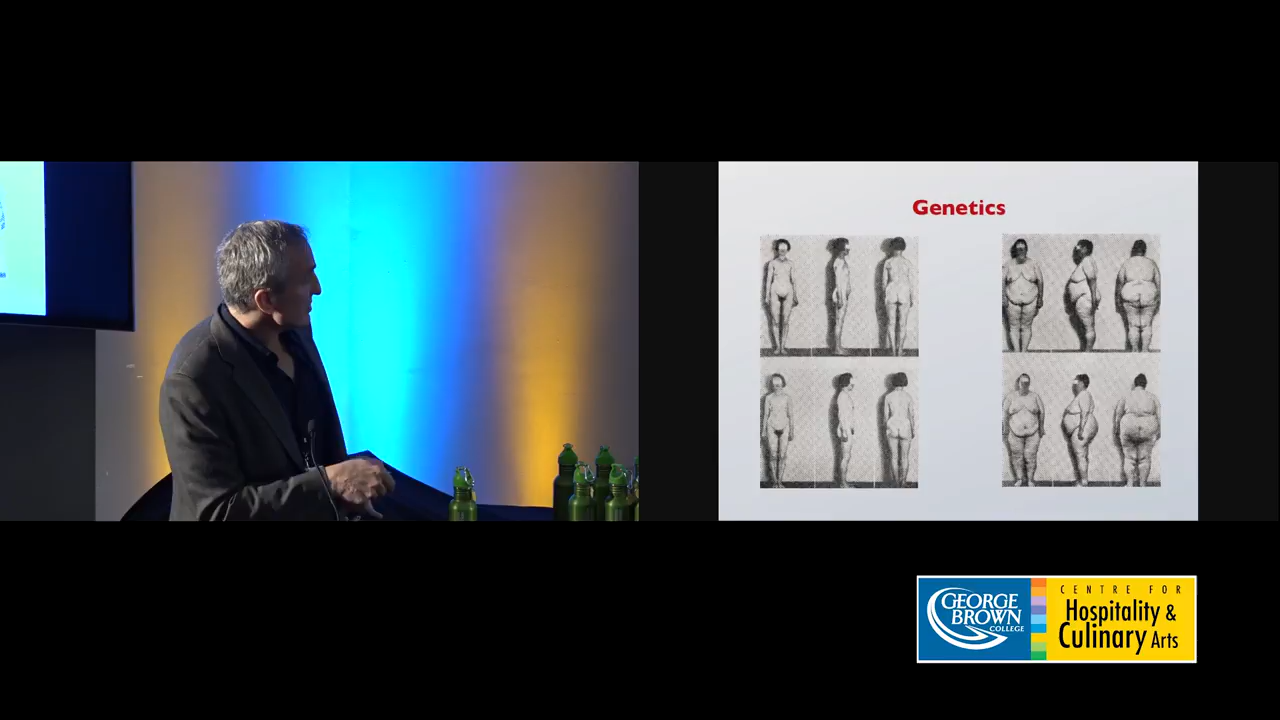 Genetics
GEORGE
BROWN
COLLEGE
CENTRE FOR
Hospitality &
Culinary Arts